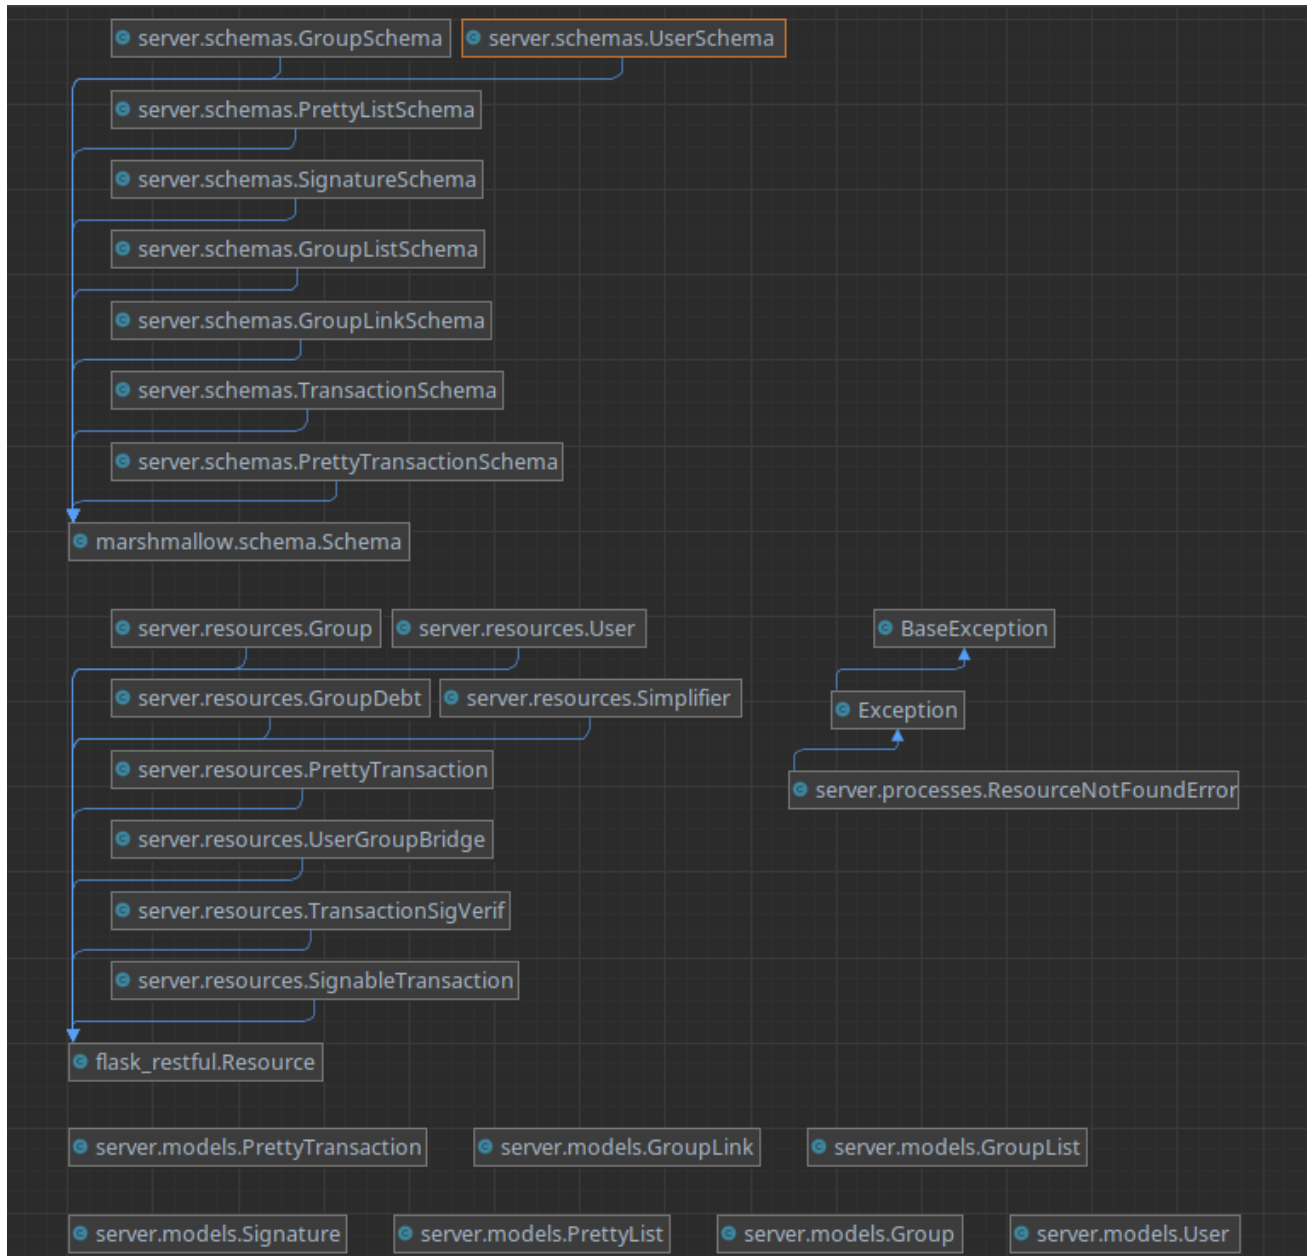 server.schemas.GroupSchema server.schemas.UserSchema
server.schemas.PrettyListSchema
server.schemas.SignatureSchema
server.schemas.GroupListSchema
server.schemas.GroupLinkSchema
server.schemas.TransactionSchema
server.schemas.PrettyTransactionSchema
marshmallow.schema.Schema
server.resources.Group server.resources.User BaseException
server.resources.GroupDebt server.resources.Simplifier Exception
server.resources.PrettyTransaction server.processes.ResourceNotFoundError
server.resources.UserGroupBridge
server.resources.TransactionSigVerif
server.resources.SignableTransaction
flask_restful.Resource
server.models.PrettyTransaction server.models.GroupLink server.models.GroupList
server.models.Signature server.models.PrettyList server.models.Group server.models.User